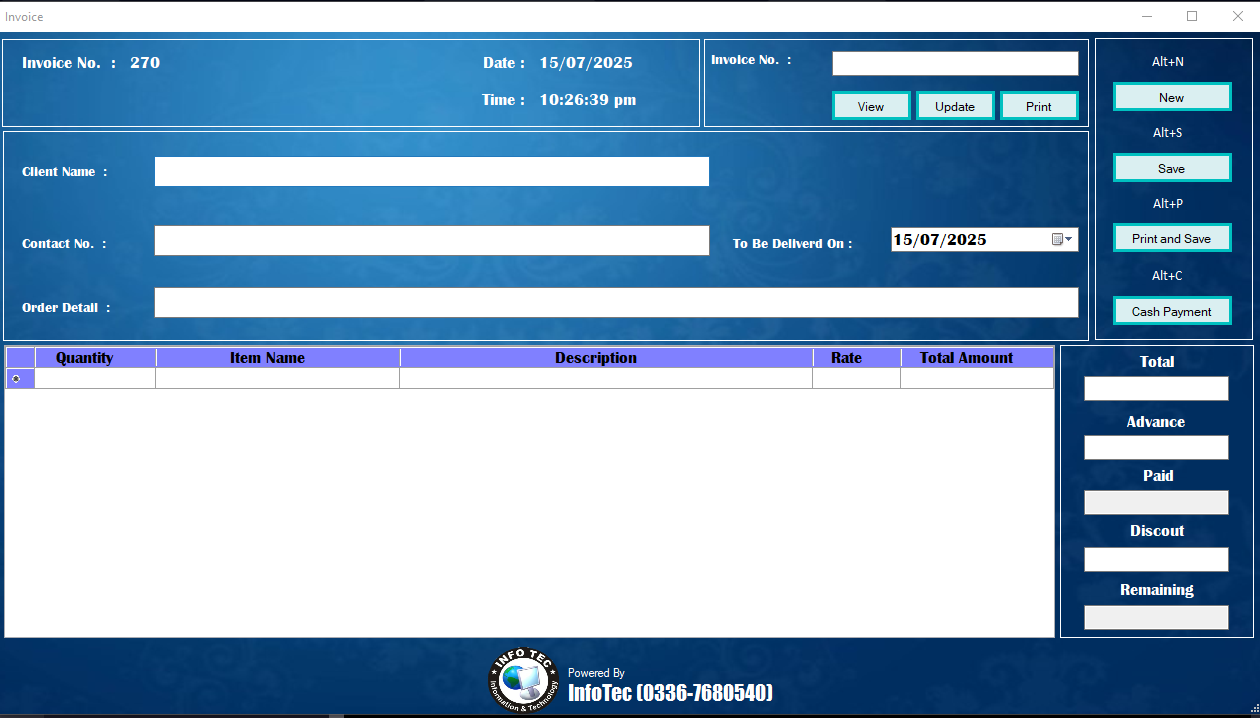 Invoice
Invoice No. : 270
Date : 15/07/2025
Time : 10:26:39 pm
Invoice No. :
View Update Print
Alt+N
New
Alt+S
Save
Alt+P
Print and Save
Alt+C
Cash Payment
Client Name :
Contact No. :
To Be Deliverd On : 15/07/2025
Order Detail :
Quantity Item Name Description Rate Total Amount
Total
Advance
Paid
Discout
Remaining
INFO TEC
Information & Technology
Powered By
InfoTec (0336-7680540)